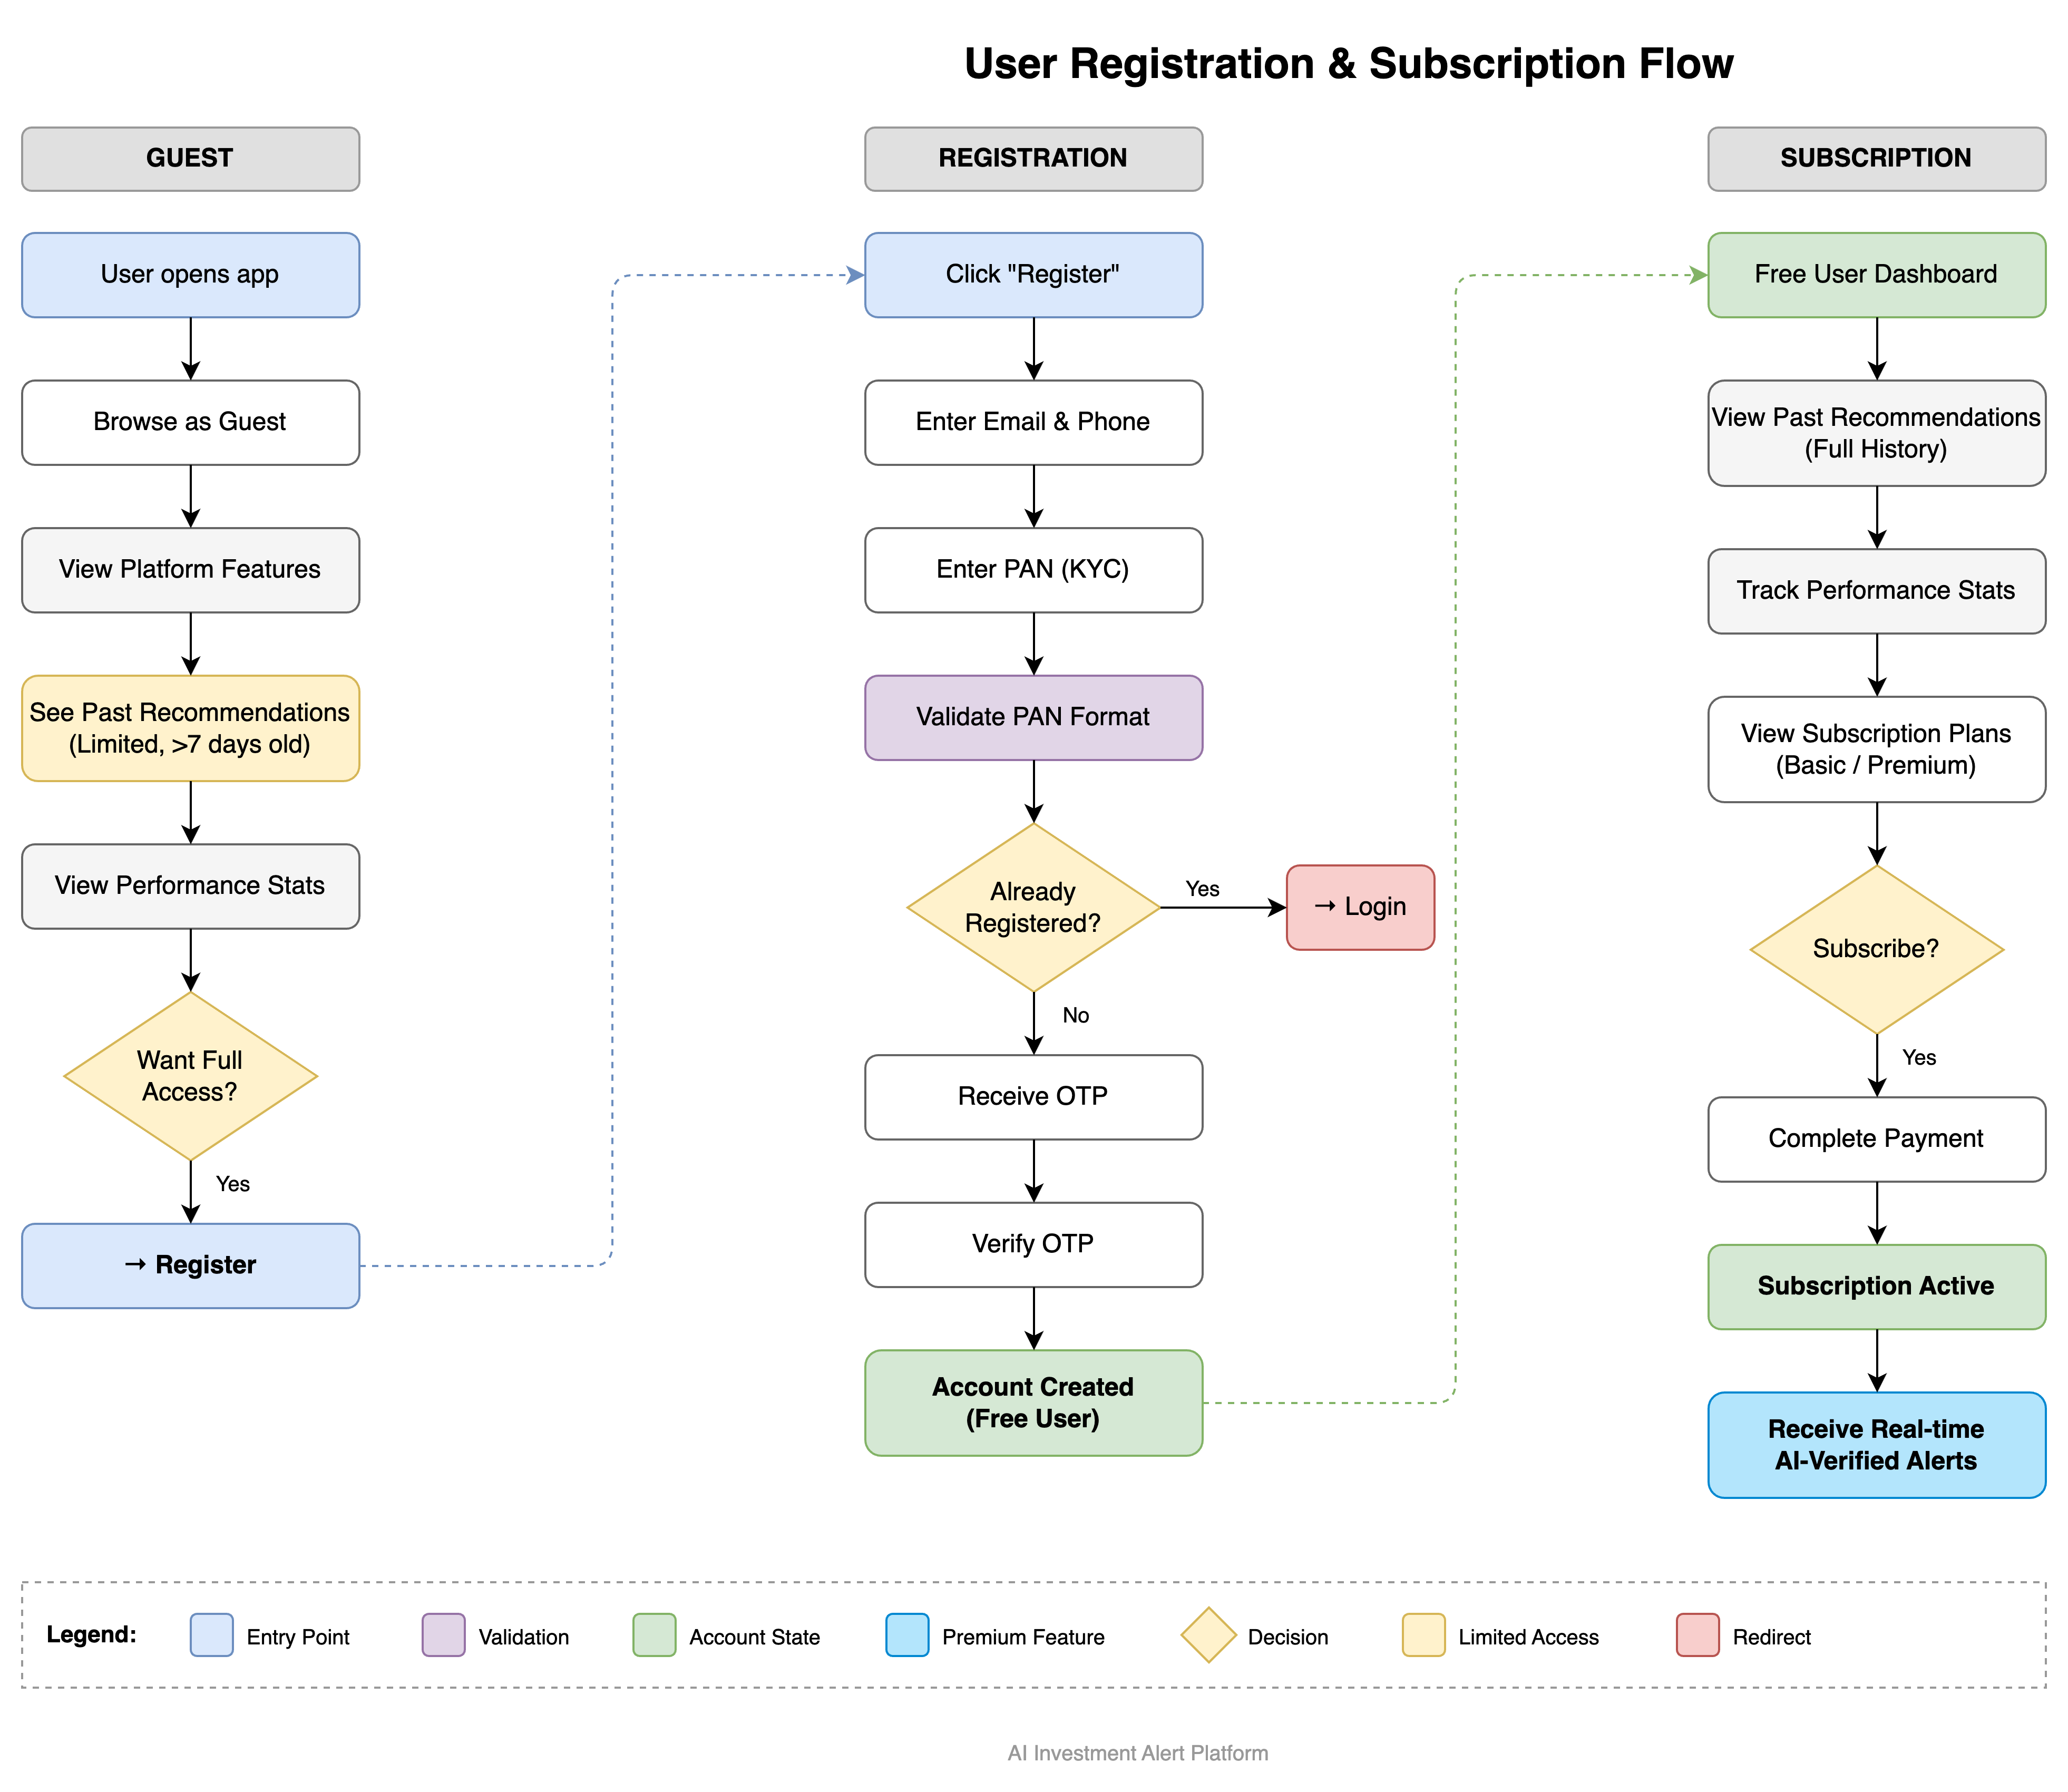 User Registration & Subscription Flow
GUEST
User opens app
Browse as Guest
View Platform Features
See Past Recommendations
(Limited, >7 days old)
View Performance Stats
Want Full
Access?
Yes
→ Register
REGISTRATION
Click "Register"
Enter Email & Phone
Enter PAN (KYC)
Validate PAN Format
Already
Registered?
Yes
→ Login
No
Receive OTP
Verify OTP
Account Created
(Free User)
SUBSCRIPTION
Free User Dashboard
View Past Recommendations
(Full History)
Track Performance Stats
View Subscription Plans
(Basic / Premium)
Subscribe?
Yes
Complete Payment
Subscription Active
Receive Real-time
AI-Verified Alerts
Legend:
Entry Point
Validation
Account State
Premium Feature
Decision
Limited Access
Redirect
AI Investment Alert Platform